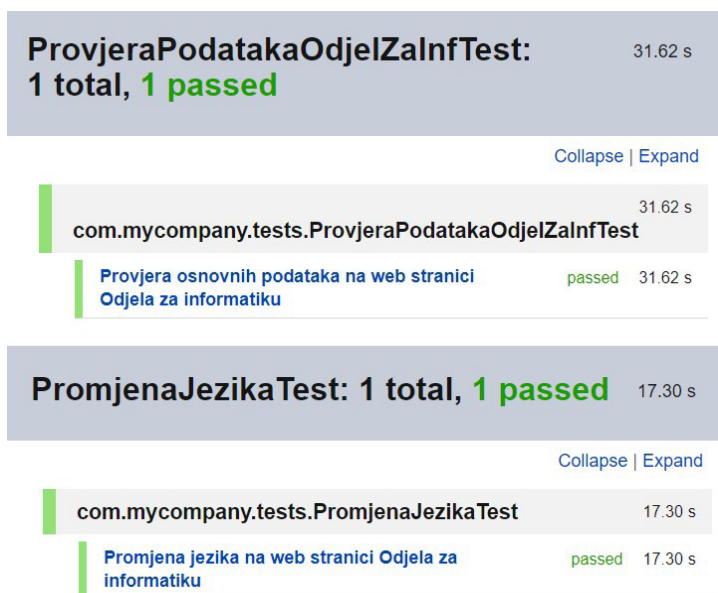 ProvjeraPodatakaOdjelZaInfTest: 31.62 s
1 total, 1 passed
Collapse | Expand
31.62 s
com.mycompany.tests.ProvjeraPodatakaOdjelZaInfTest
Provjera osnovnih podataka na web stranici passed 31.62 s
Odjela za informatiku
PromjenaJezikaTest: 1 total, 1 passed 17.30 s
Collapse | Expand
com.mycompany.tests.PromjenaJezikaTest 17.30 s
Promjena jezika na web stranici Odjela za passed 17.30 s
informatiku